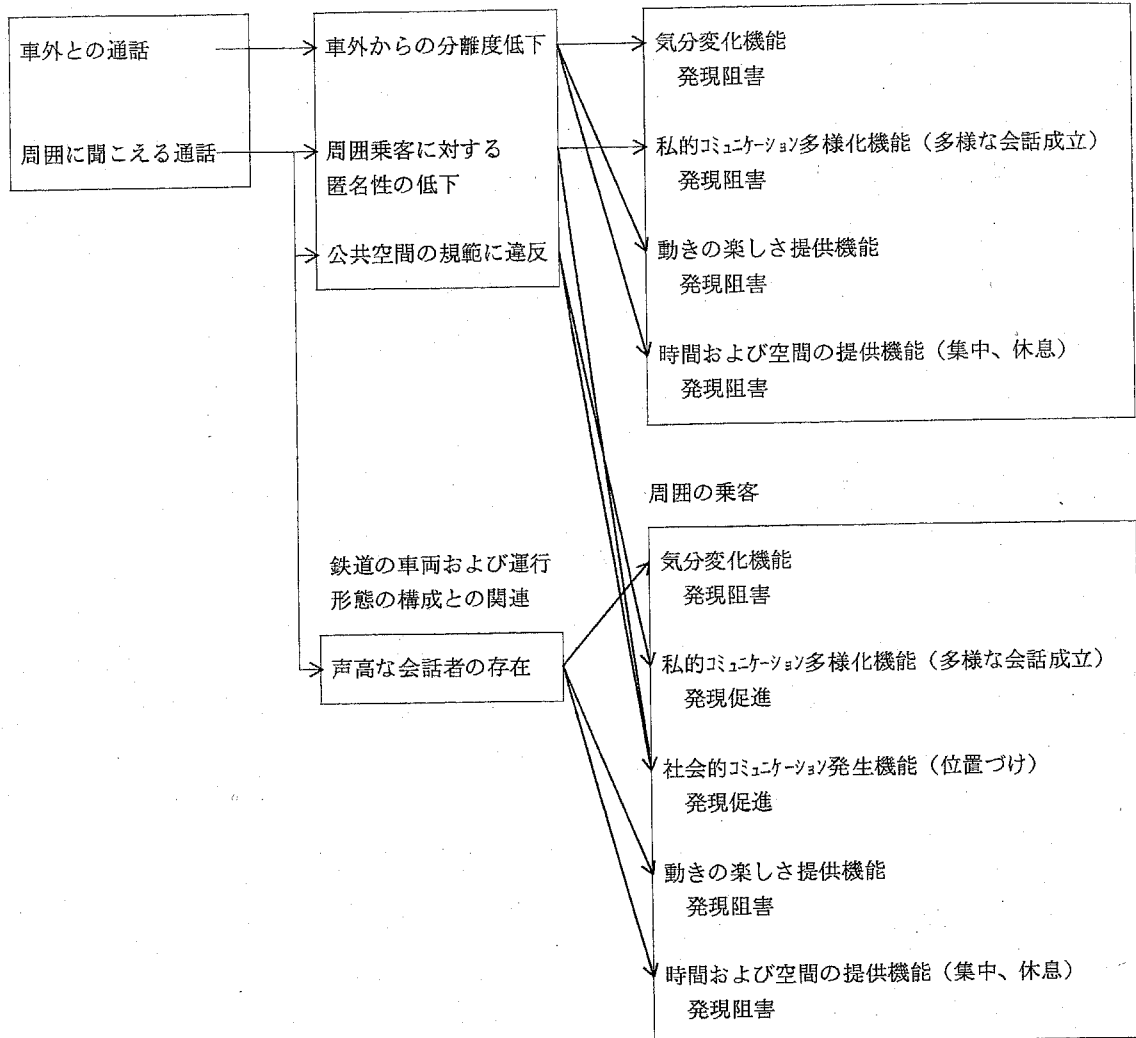 車外との通話
周囲に聞こえる通話
車外からの分離度低下
周囲乗客に対する
匿名性の低下
公共空間の規範に違反
鉄道の車両および運行
形態の構成との関連
声高な会話者の存在
気分変化機能
発現阻害
私的コミュニケーション多様化機能（多様な会話成立）
発現阻害
動きの楽しさ提供機能
発現阻害
時間および空間の提供機能（集中、休息）
発現阻害
周囲の乗客
気分変化機能
発現阻害
私的コミュニケーション多様化機能（多様な会話成立）
発現促進
社会的コミュニケーション発生機能（位置づけ）
発現促進
動きの楽しさ提供機能
発現阻害
時間および空間の提供機能（集中、休息）
発現阻害